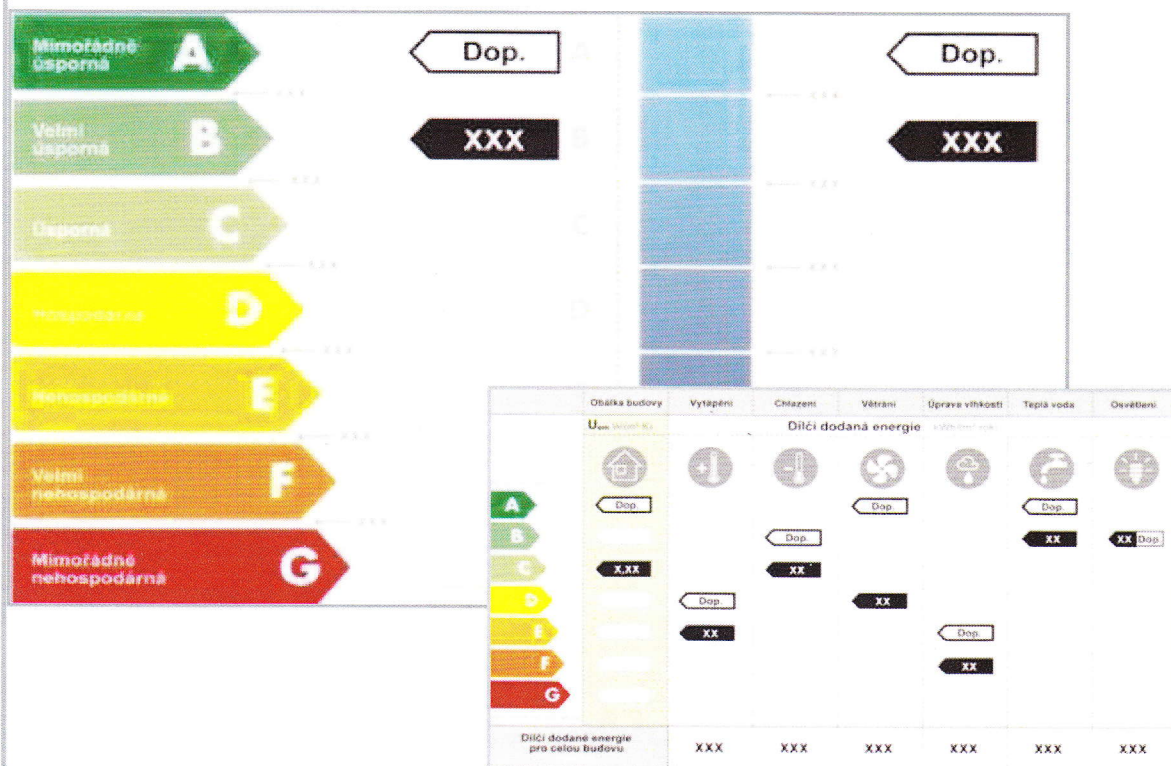 Mimořádně
úsporná
A
Dop.
A
Dop.
Velmi
úsporná
B
XXX
B
XXX
Úsporná
C
C
Hospodárná
D
D
Nehospodárná
E
Velmi
nehospodárná
F
Mimořádně
nehospodárná
G
Obálka budovy
Vytápění
Chlazení
Větrání
Úprava vlhkosti
Teplá voda
Osvětlení
Dílčí dodaná energie
A
Dop.
Dop.
Dop.
B
Dop.
XX
XX Dop.
C
X,XX
XX
D
Dop.
XX
E
XX
Dop.
F
XX
G
Dílčí dodané energie
pro celou budovu
XXX
XXX
XXX
XXX
XXX
XXX